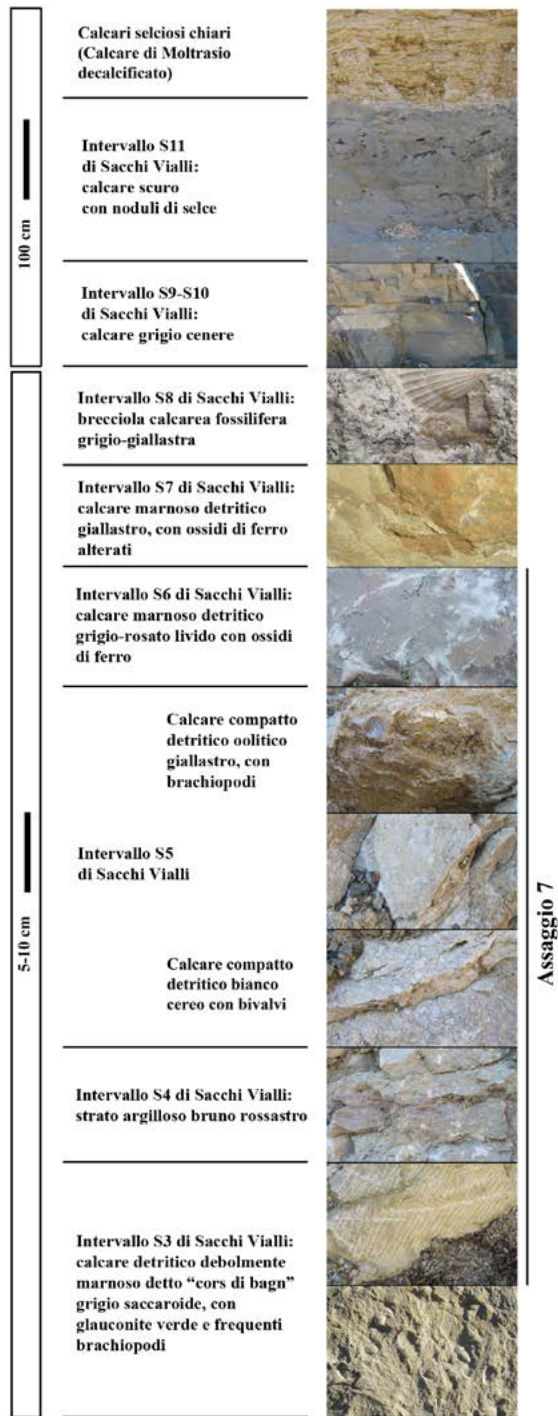 Calcari selciosi chiari
(Calcare di Moltrasio
decalcificato)
Intervallo S11
di Sacchi Vialli:
calcare scuro
con noduli di selce
100 cm
Intervallo S9-S10
di Sacchi Vialli:
calcare grigio cenere
Intervallo S8 di Sacchi Vialli:
brecciola calcarea fossilifera
grigio-giallastra
Intervallo S7 di Sacchi Vialli:
calcare marnoso detritico
giallastro, con ossidi di ferro
alterati
Intervallo S6 di Sacchi Vialli:
calcare marnoso detritico
grigio-rosato livido con ossidi
di ferro
Calcare compatto
detritico oolitico
giallastro, con
brachiopodi
Intervallo S5
di Sacchi Vialli
5-10 cm
Assaggio 7
Calcare compatto
detritico bianco
cereo con bivalvi
Intervallo S4 di Sacchi Vialli:
strato argilloso bruno rossastro
Intervallo S3 di Sacchi Vialli:
calcare detritico debolmente
marnoso detto “cors di bagn”
grigio saccaroide, con
glauconite verde e frequenti
brachiopodi